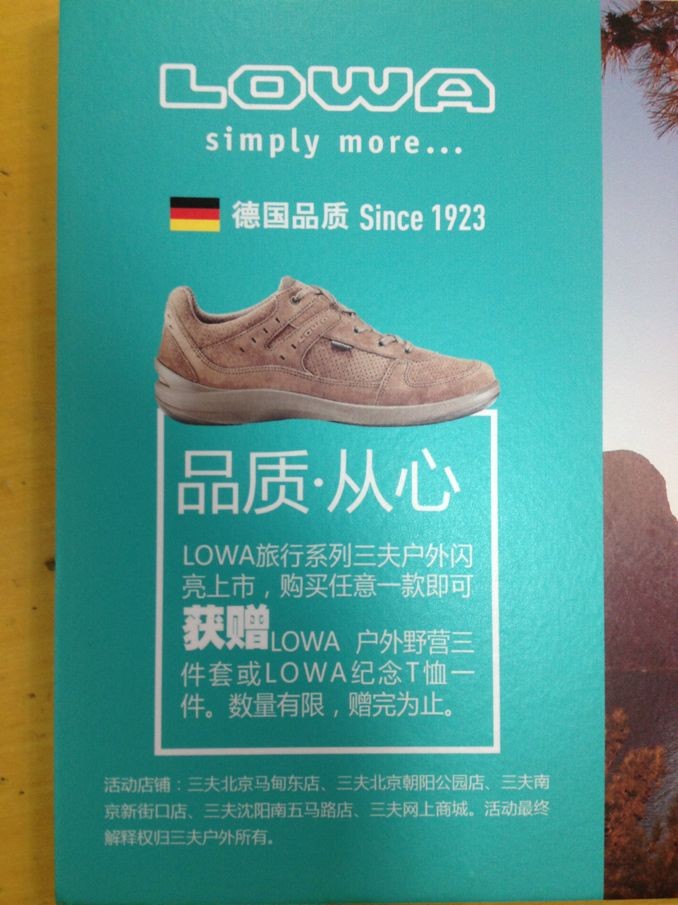 LOWA
simply more...
德国品质 Since 1923
品质·从心
LOWA旅行系列三夫户外闪
亮上市，购买任意一款即可
获赠LOWA 户外野营三
件套或LOWA纪念T恤一
件。数量有限，赠完为止。
活动店铺：三夫北京马甸东店、三夫北京朝阳公园店、三夫南
京新街口店、三夫沈阳南五马路店、三夫网上商城。活动最终
解释权归三夫户外所有。